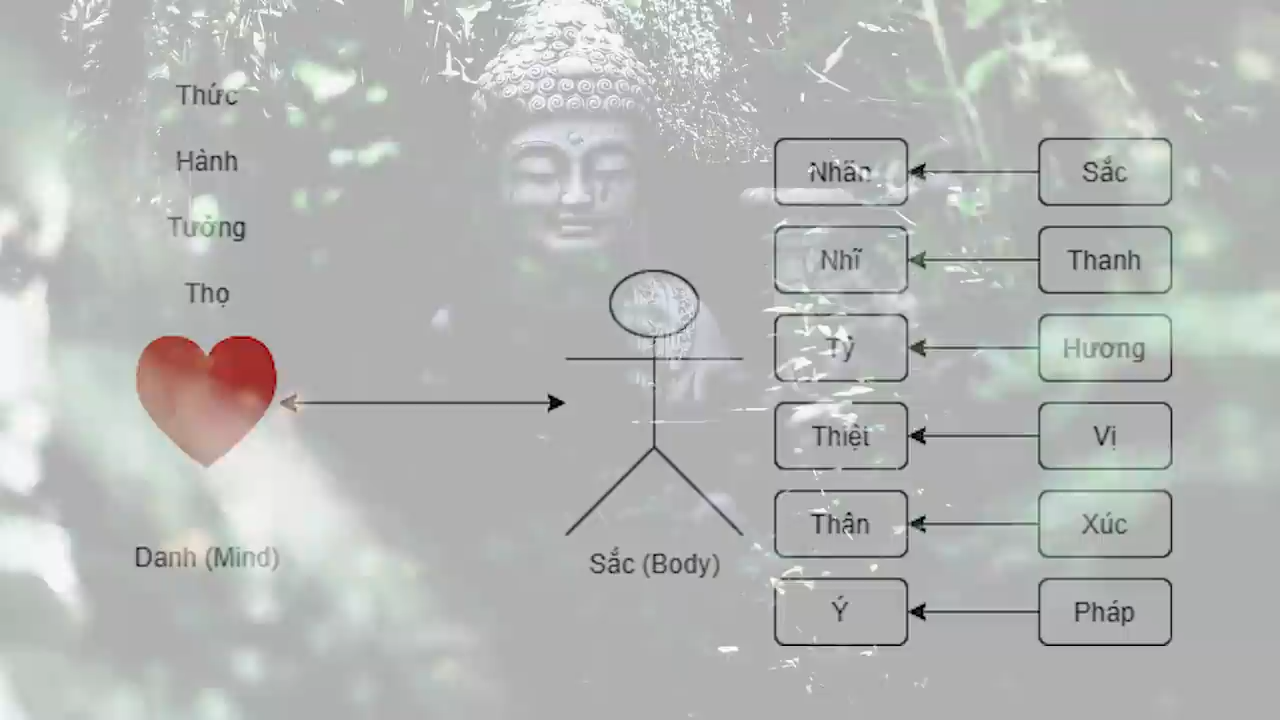 Thức
Hành
Tưởng
Thọ
Danh (Mind)
Sắc (Body)
Nhãn
Sắc
Nhĩ
Thanh
Tỷ
Hương
Thiệt
Vị
Thân
Xúc
Ý
Pháp